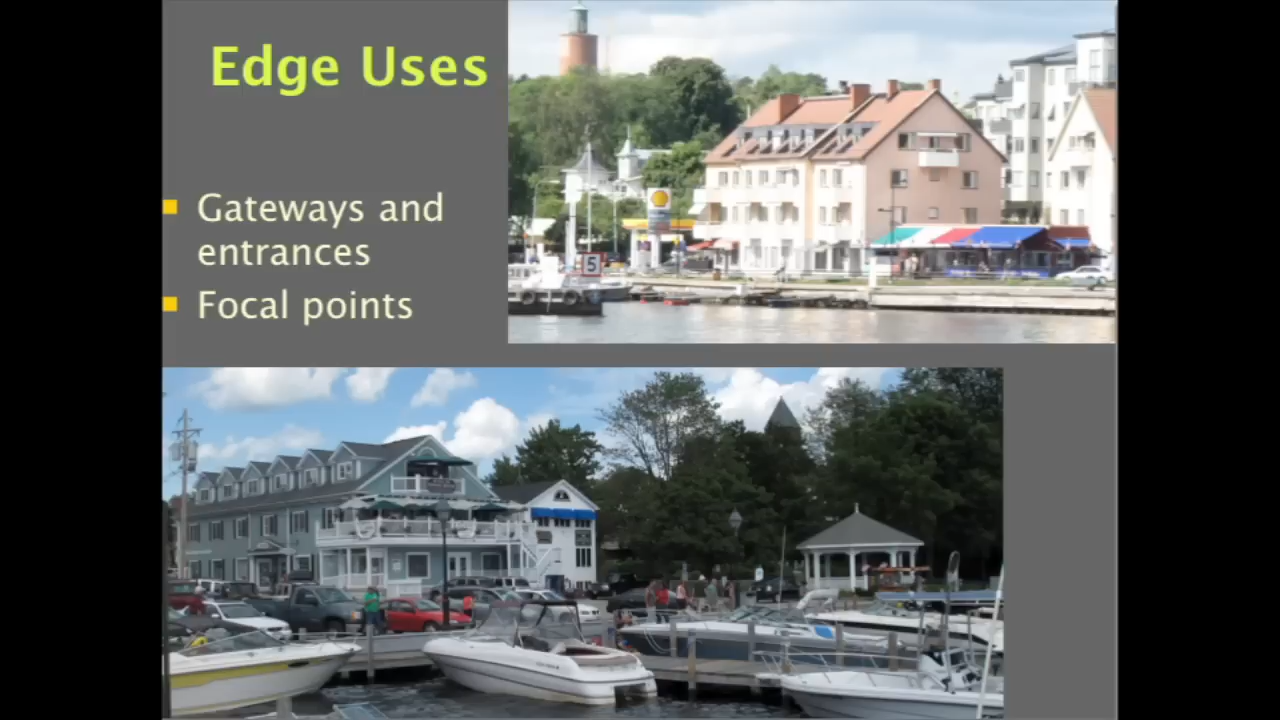 Edge Uses
Gateways and
entrances
Focal points
5